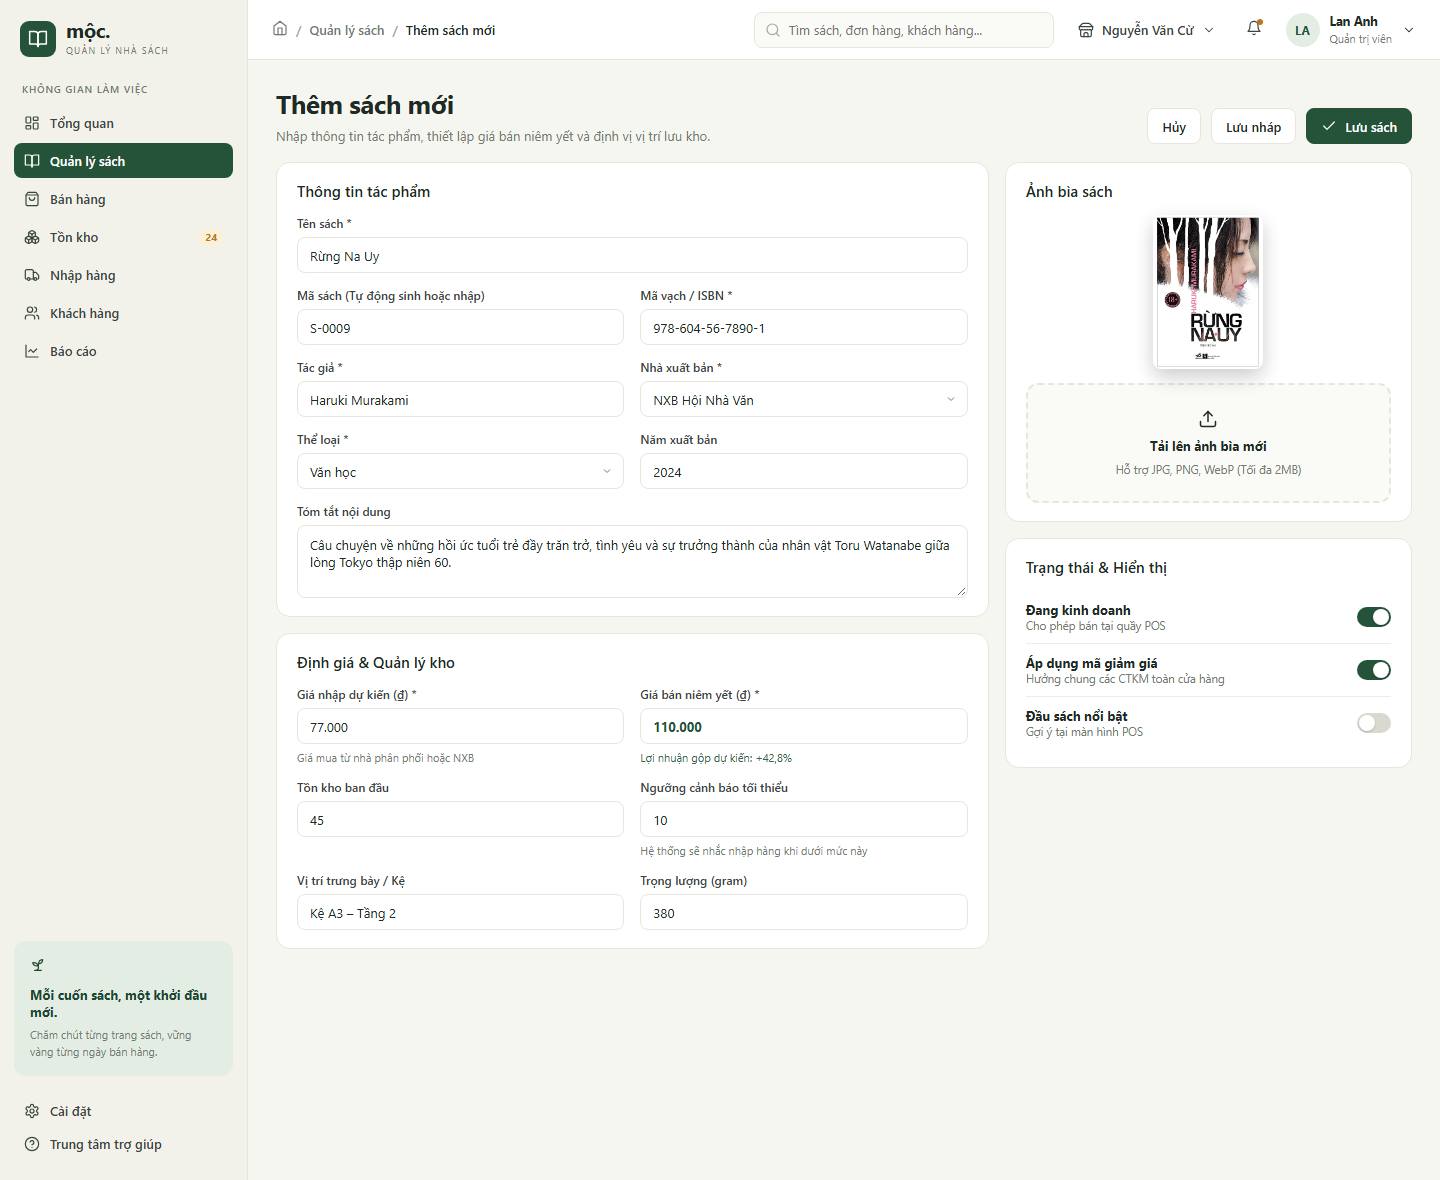 mộc.
QUẢN LÝ NHÀ SÁCH
KHÔNG GIAN LÀM VIỆC
Tổng quan
Quản lý sách
Bán hàng
Tồn kho
24
Nhập hàng
Khách hàng
Báo cáo
Mỗi cuốn sách, một khởi đầu
mới.
Chăm chút từng trang sách, vững
vàng từng ngày bán hàng.
Cài đặt
Trung tâm trợ giúp
/ Quản lý sách / Thêm sách mới
Tìm sách, đơn hàng, khách hàng...
Nguyễn Văn Cừ
LA
Lan Anh
Quản trị viên
Thêm sách mới
Nhập thông tin tác phẩm, thiết lập giá bán niêm yết và định vị vị trí lưu kho.
Hủy
Lưu nháp
Lưu sách
Thông tin tác phẩm
Tên sách *
Rừng Na Uy
Mã sách (Tự động sinh hoặc nhập)
Mã vạch / ISBN *
S-0009
978-604-56-7890-1
Tác giả *
Nhà xuất bản *
Haruki Murakami
NXB Hội Nhà Văn
Thể loại *
Năm xuất bản
Văn học
2024
Tóm tắt nội dung
Câu chuyện về những hồi ức tuổi trẻ đầy trăn trở, tình yêu và sự trưởng thành của nhân vật Toru Watanabe giữa
lòng Tokyo thập niên 60.
Định giá & Quản lý kho
Giá nhập dự kiến (₫) *
Giá bán niêm yết (₫) *
77.000
110.000
Giá mua từ nhà phân phối hoặc NXB
Lợi nhuận gộp dự kiến: +42,8%
Tồn kho ban đầu
Ngưỡng cảnh báo tối thiểu
45
10
Hệ thống sẽ nhắc nhập hàng khi dưới mức này
Vị trí trưng bày / Kệ
Trọng lượng (gram)
Kệ A3 – Tầng 2
380
Ảnh bìa sách
HARUKI MURAKAMI
18+
RỪNG
NAUY
Tải lên ảnh bìa mới
Hỗ trợ JPG, PNG, WebP (Tối đa 2MB)
Trạng thái & Hiển thị
Đang kinh doanh
Cho phép bán tại quầy POS
Áp dụng mã giảm giá
Hưởng chung các CTKM toàn cửa hàng
Đầu sách nổi bật
Gợi ý tại màn hình POS